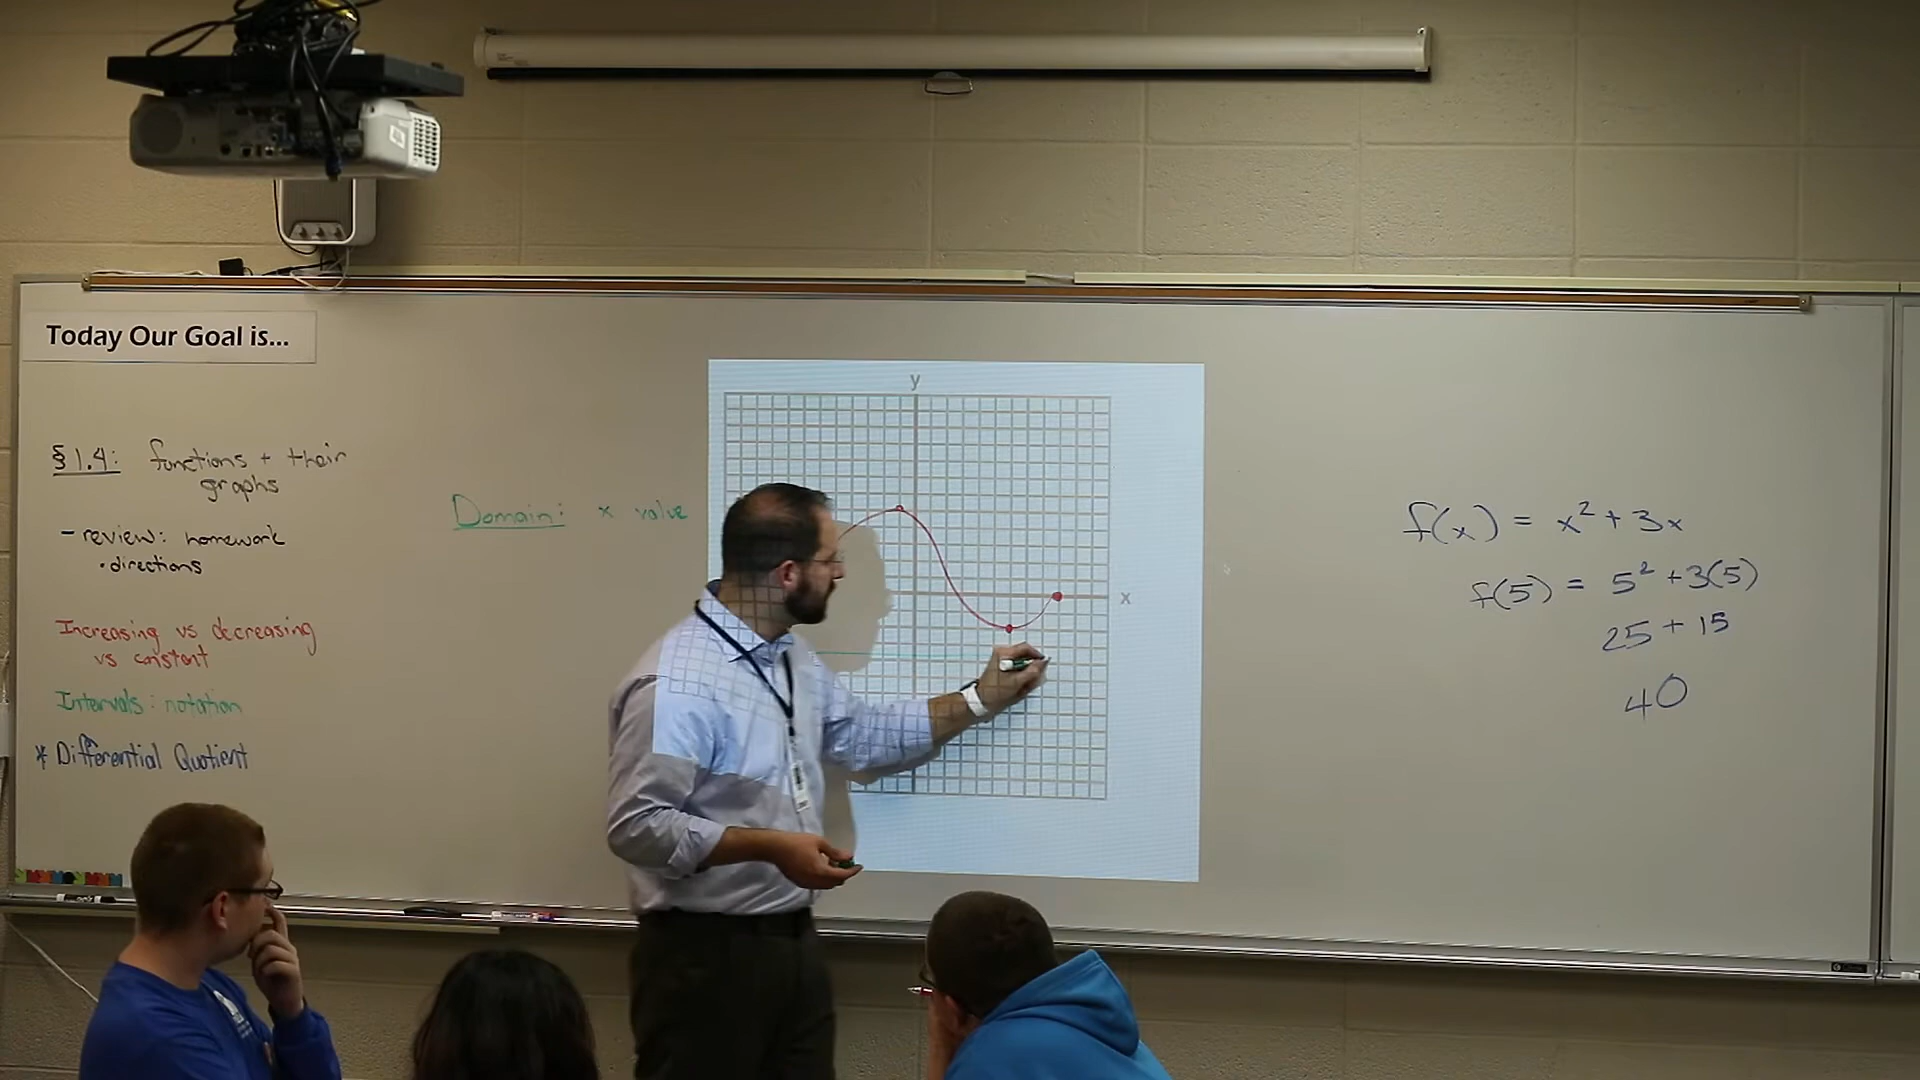 Today Our Goal is...
§1.4: functions + their
graphs
- review: homework
• directions
Increasing vs decreasing
vs constant
Intervals: notation
* Differential Quotient
Domain: x value
y
x
f(x) = x² + 3x
f(5) = 5² + 3(5)
25 + 15
40